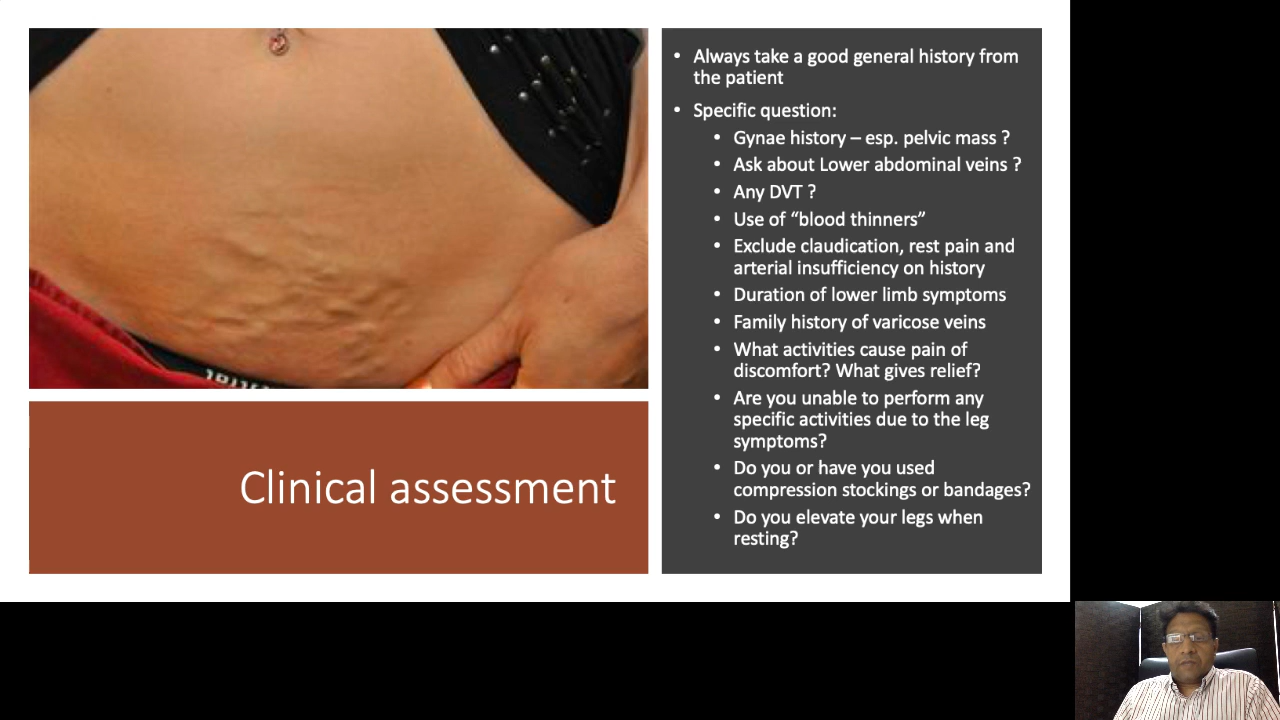 Always take a good general history from
the patient
Specific question:
Gynae history – esp. pelvic mass ?
Ask about Lower abdominal veins ?
Any DVT ?
Use of “blood thinners”
Exclude claudication, rest pain and
arterial insufficiency on history
Duration of lower limb symptoms
Family history of varicose veins
What activities cause pain of
discomfort? What gives relief?
Are you unable to perform any
specific activities due to the leg
symptoms?
Do you or have you used
compression stockings or bandages?
Do you elevate your legs when
resting?
Clinical assessment